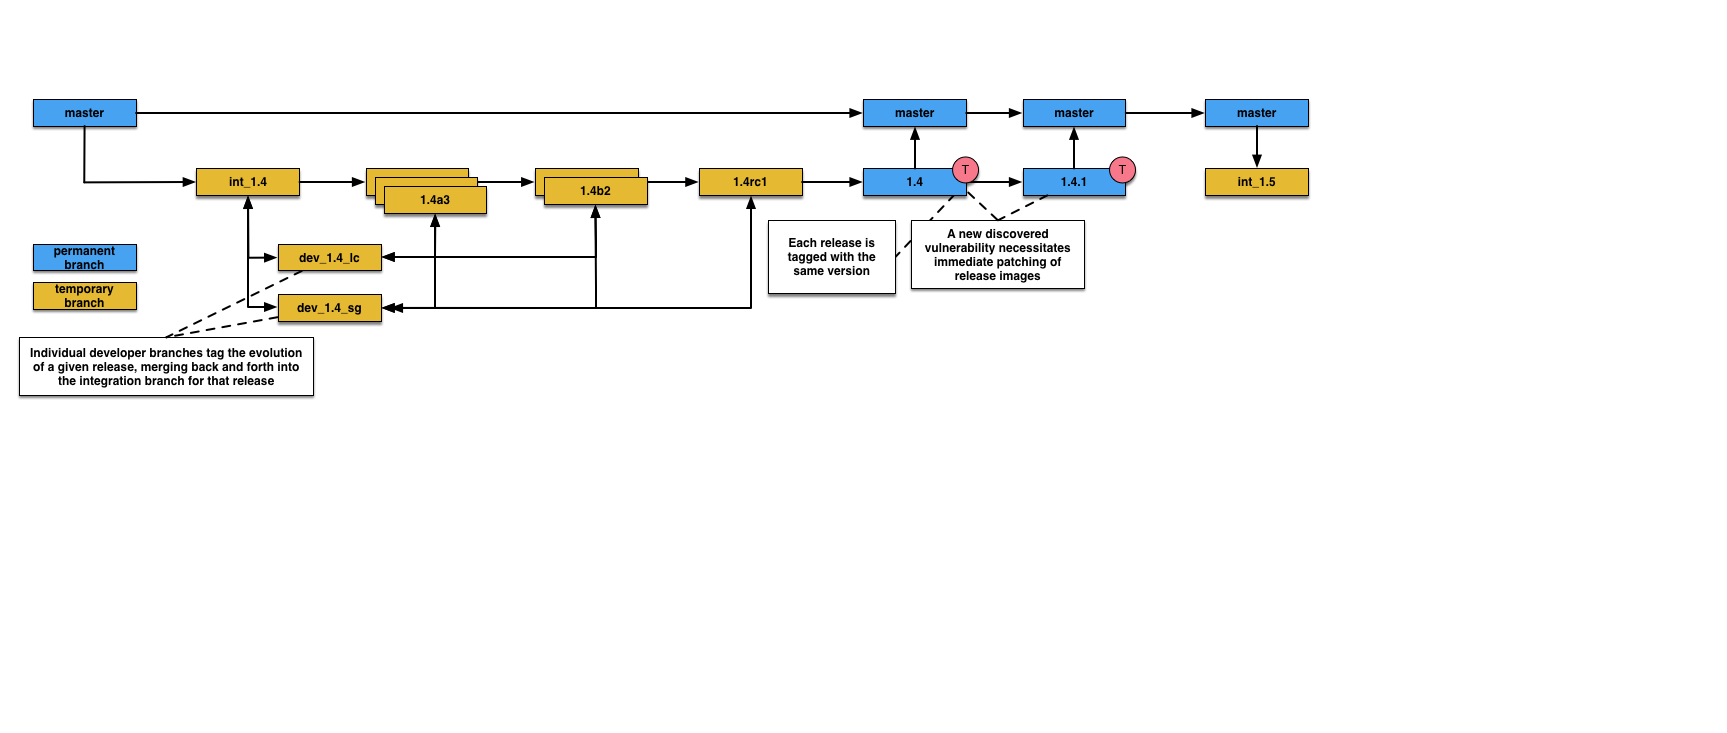 master
master
master
master
int_1.4
1.4a3
1.4b2
1.4rc1
1.4
T
1.4.1
T
int_1.5
permanent
branch
temporary
branch
dev_1.4_lc
dev_1.4_sg
Each release is
tagged with the
same version
A new discovered
vulnerability necessitates
immediate patching of
release images
Individual developer branches tag the evolution
of a given release, merging back and forth into
the integration branch for that release